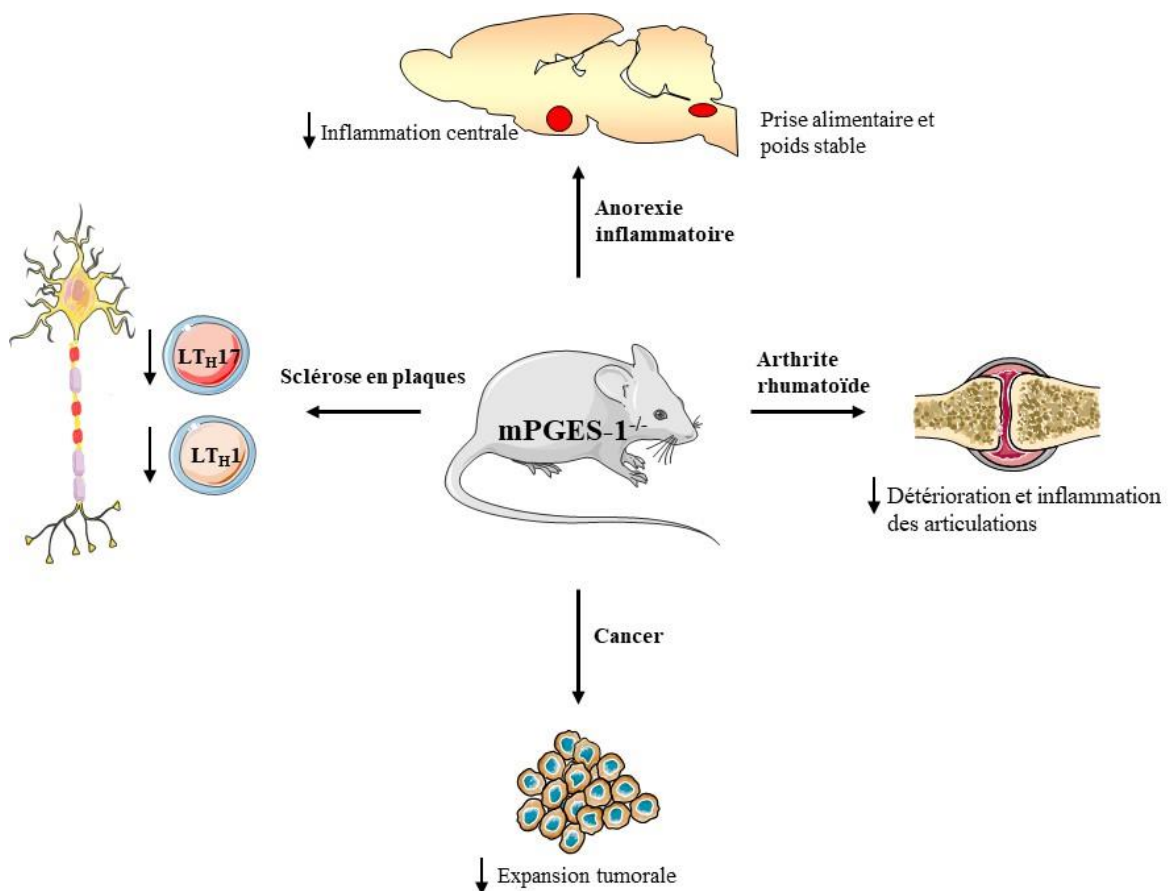 ↓ Inflammation centrale
Prise alimentaire et
poids stable
Anorexie
inflammatoire
LTH17
LTH1
Sclérose en plaques
mPGES-1-/-
Arthrite
rhumatoïde
↓ Détérioration et inflammation
des articulations
Cancer
↓ Expansion tumorale